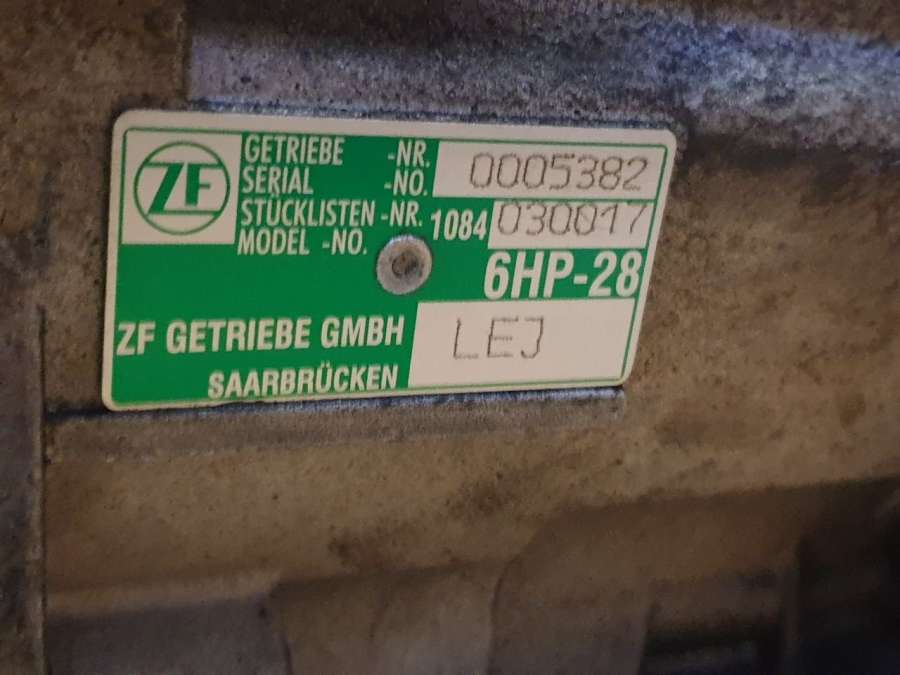 ZF
GETRIEBE -NR.
SERIAL -NO. 0005382
STÜCKLISTEN -NR.
MODEL -NO. 1084 030017
6HP-28
ZF GETRIEBE GMBH
SAARBRÜCKEN
LEJ